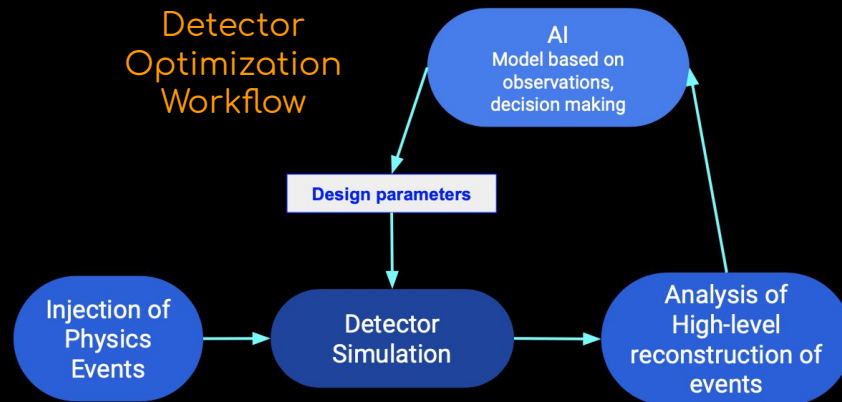 Detector
Optimization
Workflow
AI
Model based on
observations,
decision making
Design parameters
Injection of
Physics
Events
Detector
Simulation
Analysis of
High-level
reconstruction of
events